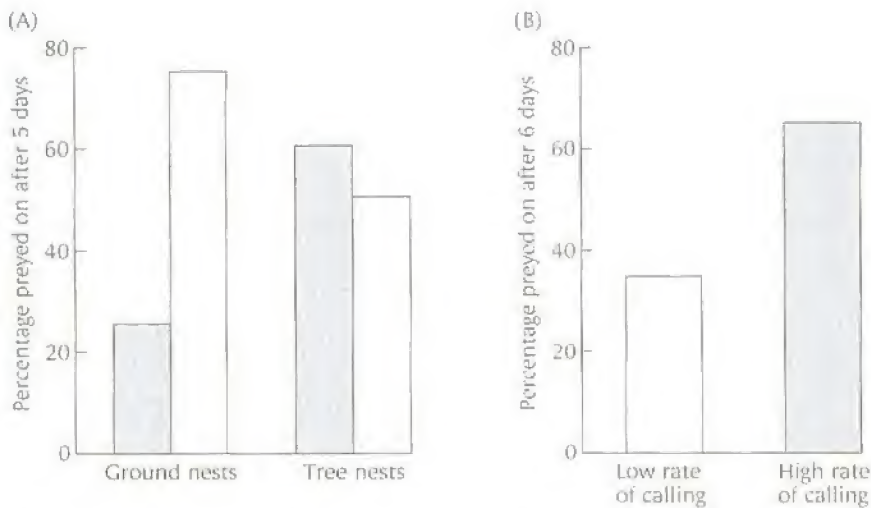 (A)
Percentage preyed on after 5 days
80
60
40
20
0
Ground nests
Tree nests
(B)
Percentage preyed on after 6 days
80
60
40
20
0
Low rate
of calling
High rate
of calling